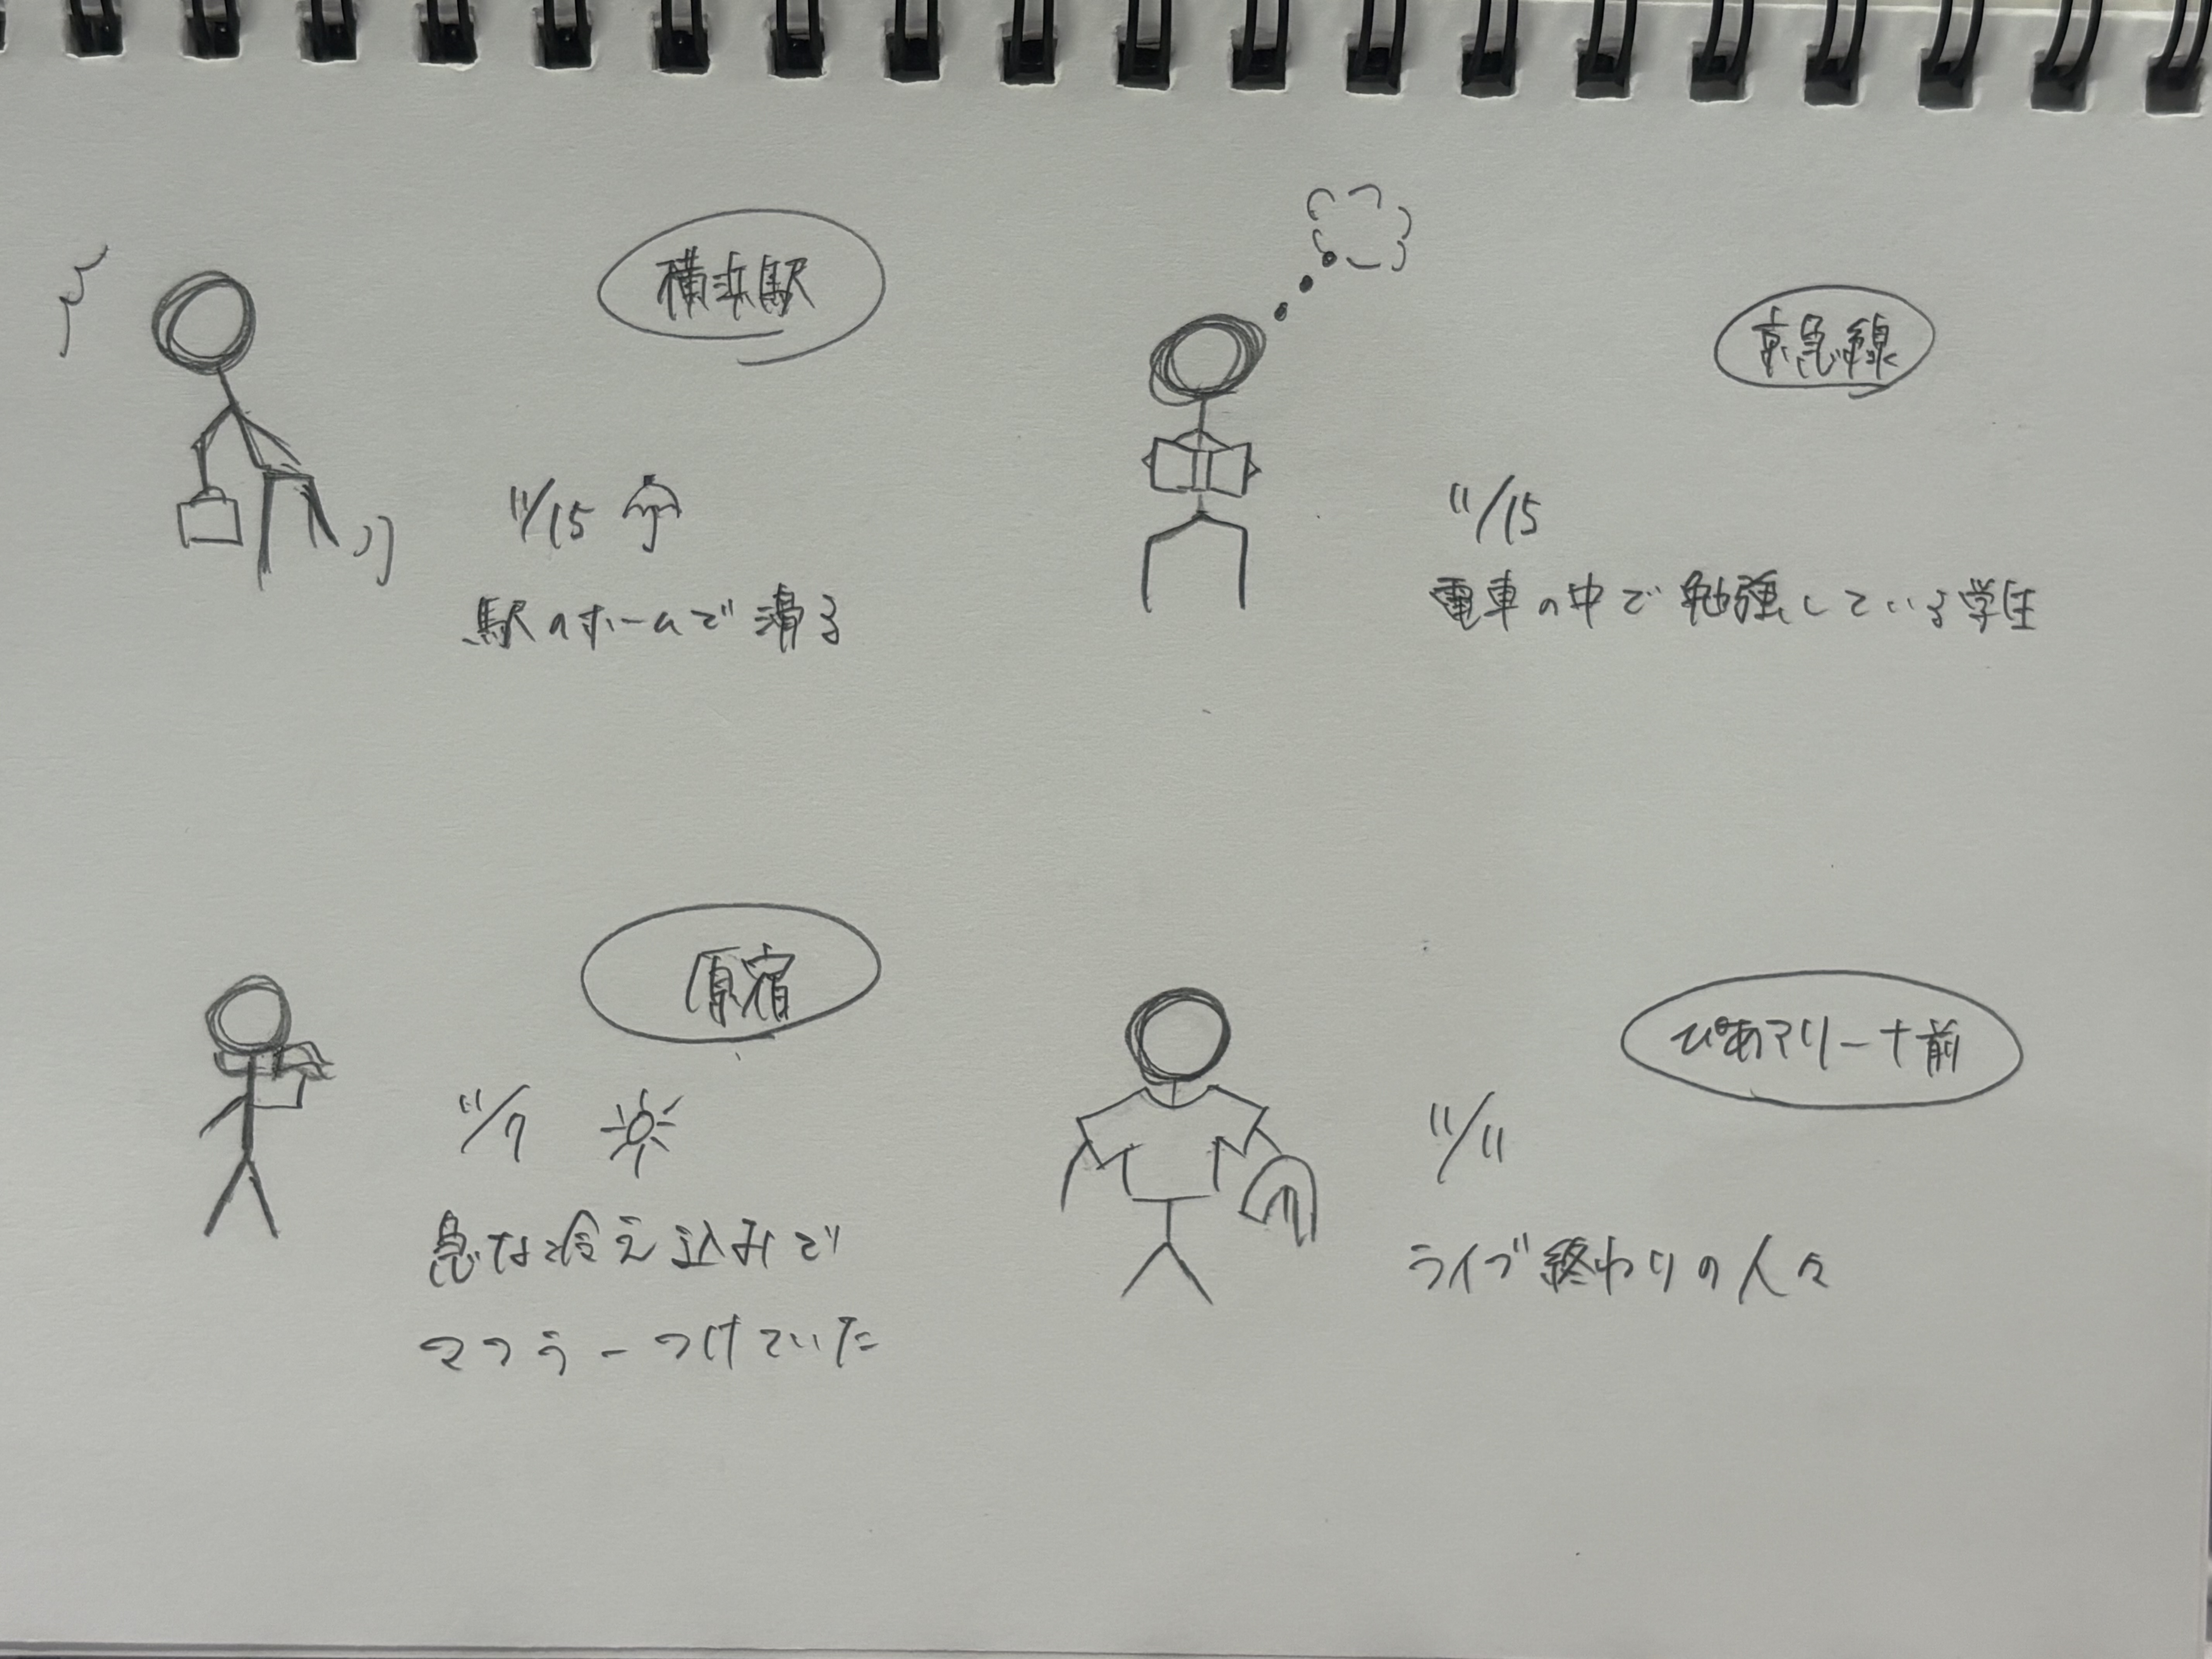 横浜駅
11/15
駅のホームで滑る
京急線
11/15
電車の中で勉強している学生
原宿
11/7
急な冷え込みで
マフラーつけていた
ぴあアリーナ前
11/11
ライブ終わりの人々